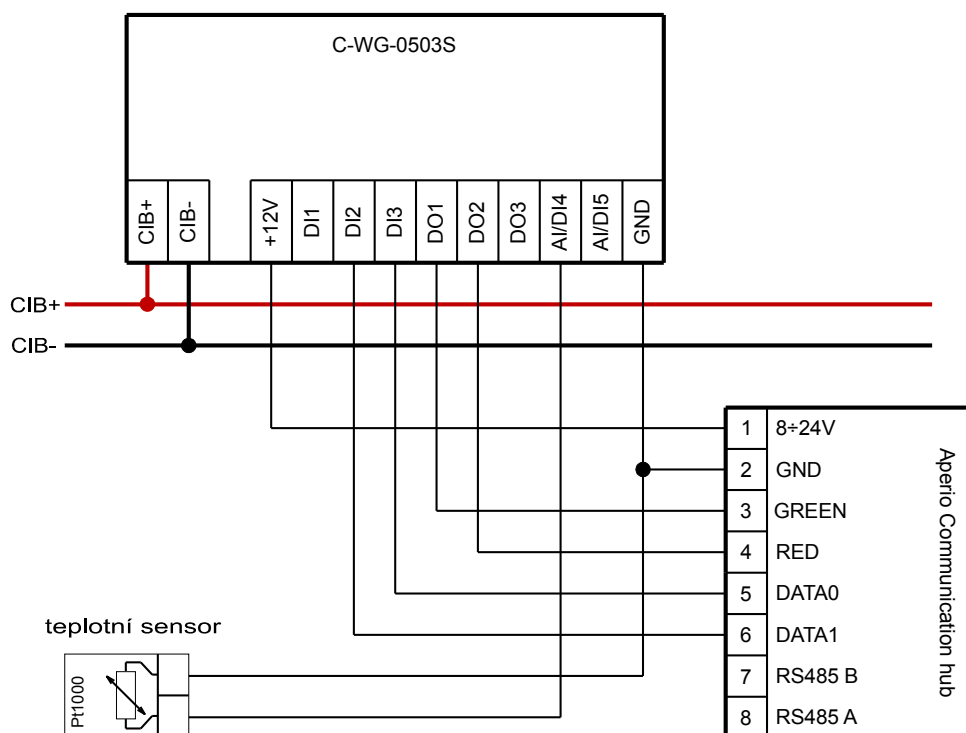 C-WG-0503S
CIB+
CIB-
+12V
DI1
DI2
DI3
DO1
DO2
DO3
AI/DI4
AI/DI5
GND
CIB+
CIB-
1 8÷24V
2 GND
3 GREEN
4 RED
5 DATA0
6 DATA1
7 RS485 B
8 RS485 A
Aperio Communication hub
teplotní sensor
Pt1000